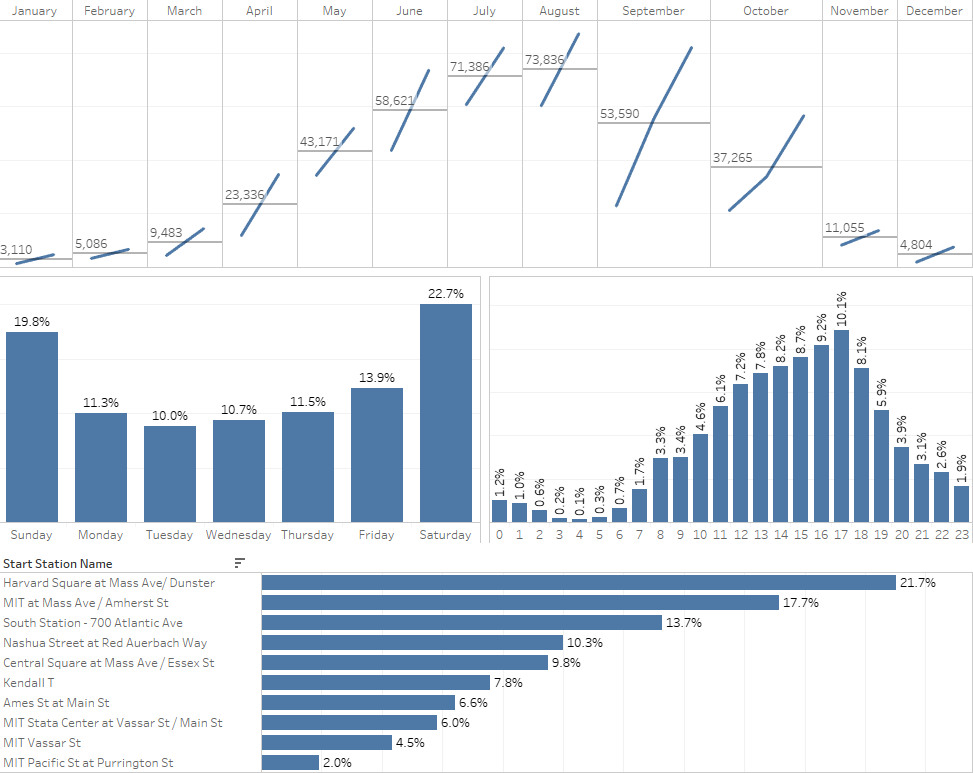 January February March April May June July August September October November December
73,836
71,386
58,621
53,590
43,171
37,265
23,336
11,055
9,483
5,086
4,804
3,110
22.7%
19.8%
13.9%
11.3% 10.0% 10.7% 11.5%
Sunday Monday Tuesday Wednesday Thursday Friday Saturday
1.2% 1.0% 0.6% 0.2% 0.1% 0.3% 0.7% 1.7% 3.3% 3.4% 4.6% 6.1% 7.2% 7.8% 8.2% 8.7% 9.2% 10.1% 8.1% 5.9% 3.9% 3.1% 2.6% 1.9%
0 1 2 3 4 5 6 7 8 9 10 11 12 13 14 15 16 17 18 19 20 21 22 23
Start Station Name
Harvard Square at Mass Ave/ Dunster 21.7%
MIT at Mass Ave / Amherst St 17.7%
South Station - 700 Atlantic Ave 13.7%
Nashua Street at Red Auerbach Way 10.3%
Central Square at Mass Ave / Essex St 9.8%
Kendall T 7.8%
Ames St at Main St 6.6%
MIT Stata Center at Vassar St / Main St 6.0%
MIT Vassar St 4.5%
MIT Pacific St at Purrington St 2.0%